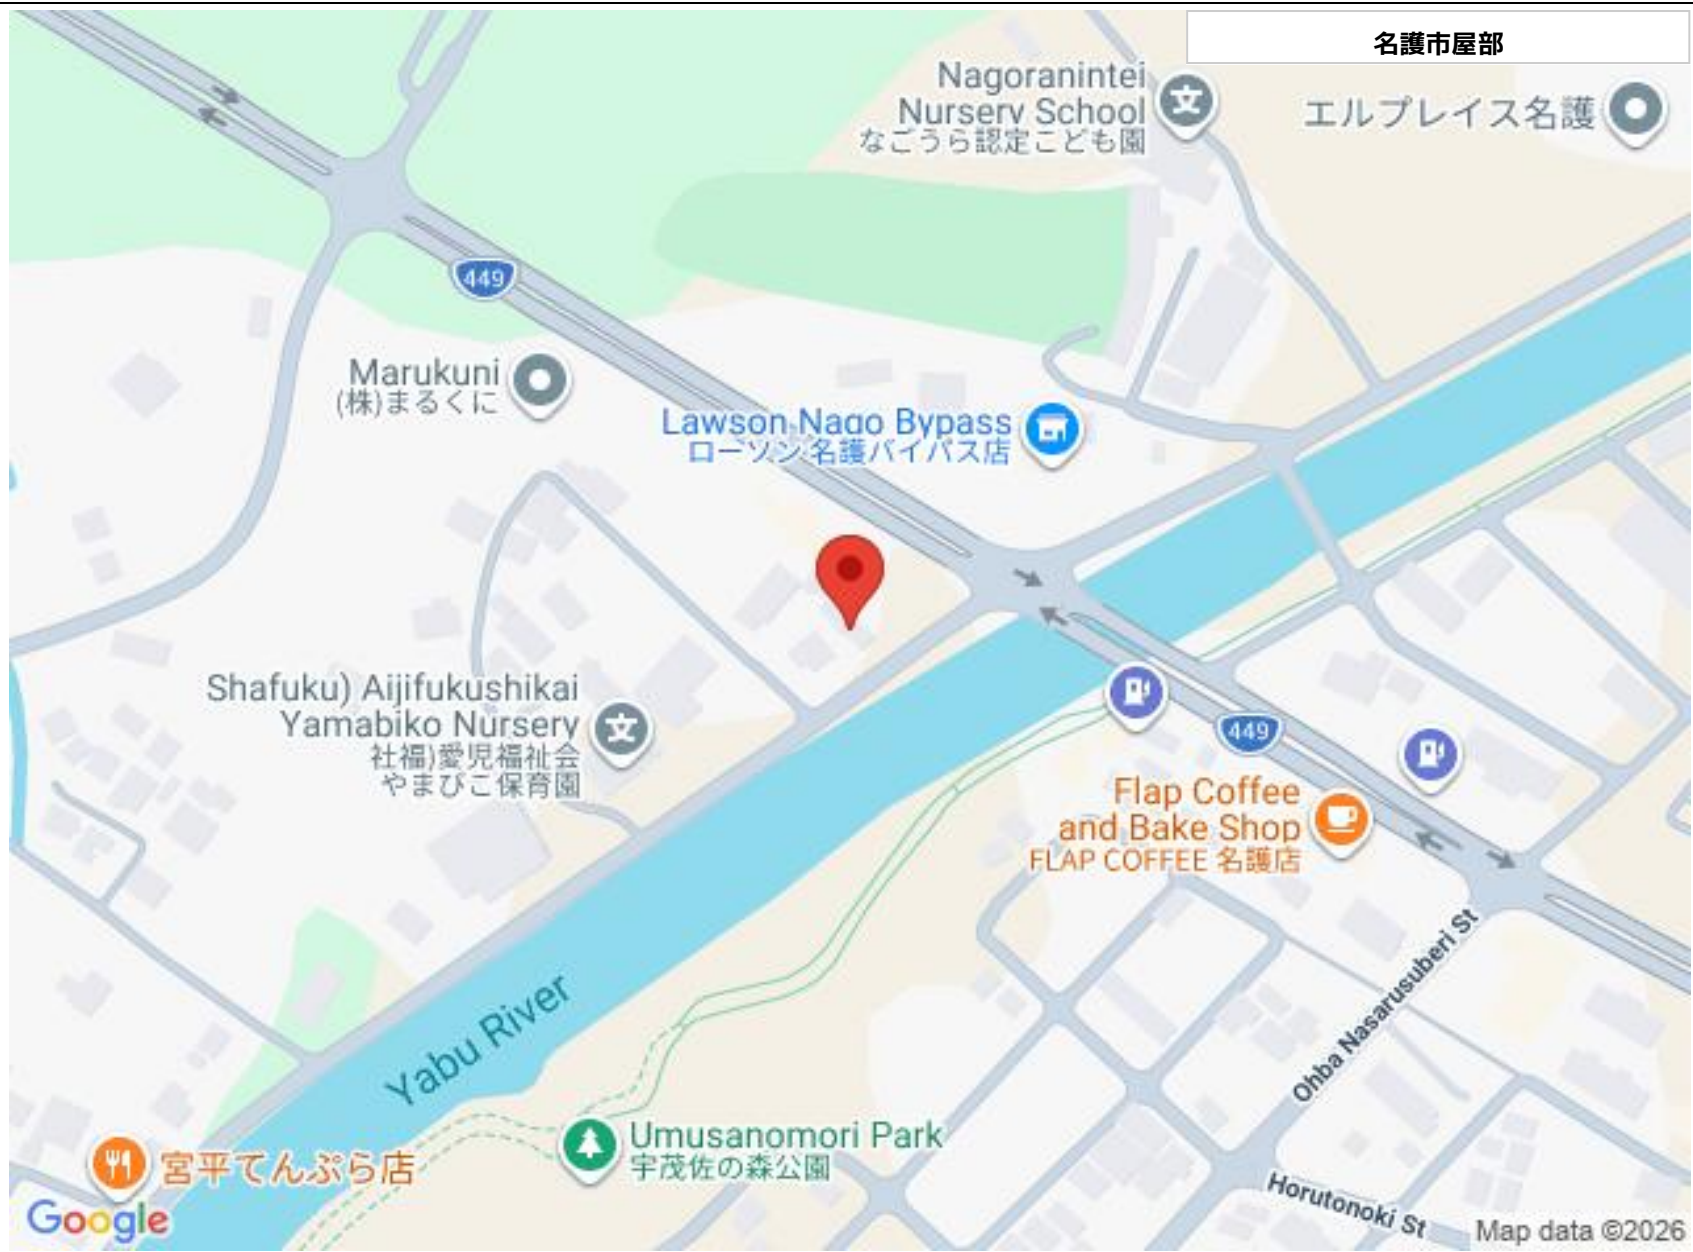 名護市屋部
Nagoranintei
Nursery School
なごうら認定こども園
エルプレイス名護
449
Marukuni
(株)まるくに
Lawson Nago Bypass
ローソン 名護バイパス店
Shafuku) Aijifukushikai
Yamabiko Nursery
社福)愛児福祉会
やまびこ保育園
449
Flap Coffee
and Bake Shop
FLAP COFFEE 名護店
Ohba Nasarusuberi St
Yabu River
Umusanomori Park
宇茂佐の森公園
宮平てんぷら店
Horutonoki St
Google
Map data ©2026